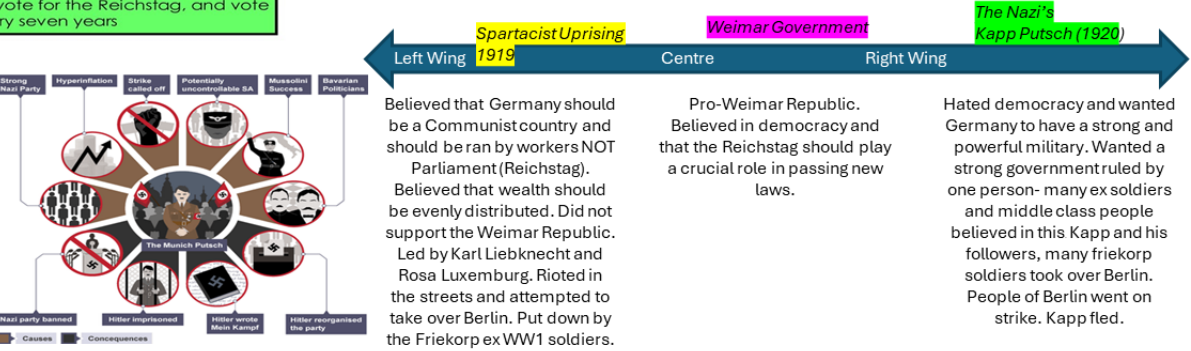 vote for the Reichstag, and vote
ry seven years
Strong
Nazi Party
Hyperinflation
Strike
called off
Potentially
uncontrollable SA
Mussolini
Success
Bavarian
Politicians
The Munich Putsch
Nazi party banned
Hitler imprisoned
Hitler wrote
Mein Kampf
Hitler reorganised
the party
Causes
Concequences
Spartacist Uprising
1919
Weimar Government
The Nazi's
Kapp Putsch (1920)
Left Wing
Centre
Right Wing
Believed that Germany should
be a Communist country and
should be ran by workers NOT
Parliament (Reichstag).
Believed that wealth should
be evenly distributed. Did not
support the Weimar Republic.
Led by Karl Liebknecht and
Rosa Luxemburg. Rioted in
the streets and attempted to
take over Berlin. Put down by
the Friekorp ex WW1 soldiers.
Pro-Weimar Republic.
Believed in democracy and
that the Reichstag should play
a crucial role in passing new
laws.
Hated democracy and wanted
Germany to have a strong and
powerful military. Wanted a
strong government ruled by
one person- many ex soldiers
and middle class people
believed in this Kapp and his
followers, many friekorp
soldiers took over Berlin.
People of Berlin went on
strike. Kapp fled.